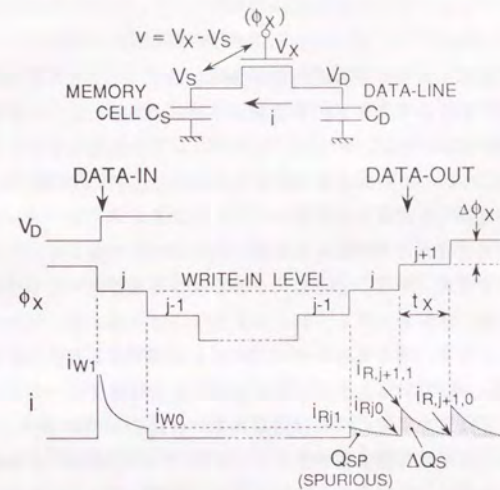 (ϕX)
v = VX - VS
VX
VS
VD
MEMORY
CELL CS
i
DATA-LINE
CD
DATA-IN
DATA-OUT
ΔϕX
VD
j+1
WRITE-IN LEVEL
j
ϕX
j-1
j-1
tX
iW1
iR,j+1,1
i
iW0
iRj1
iRj0
iR,j+1,0
QSP
ΔQS
(SPURIOUS)